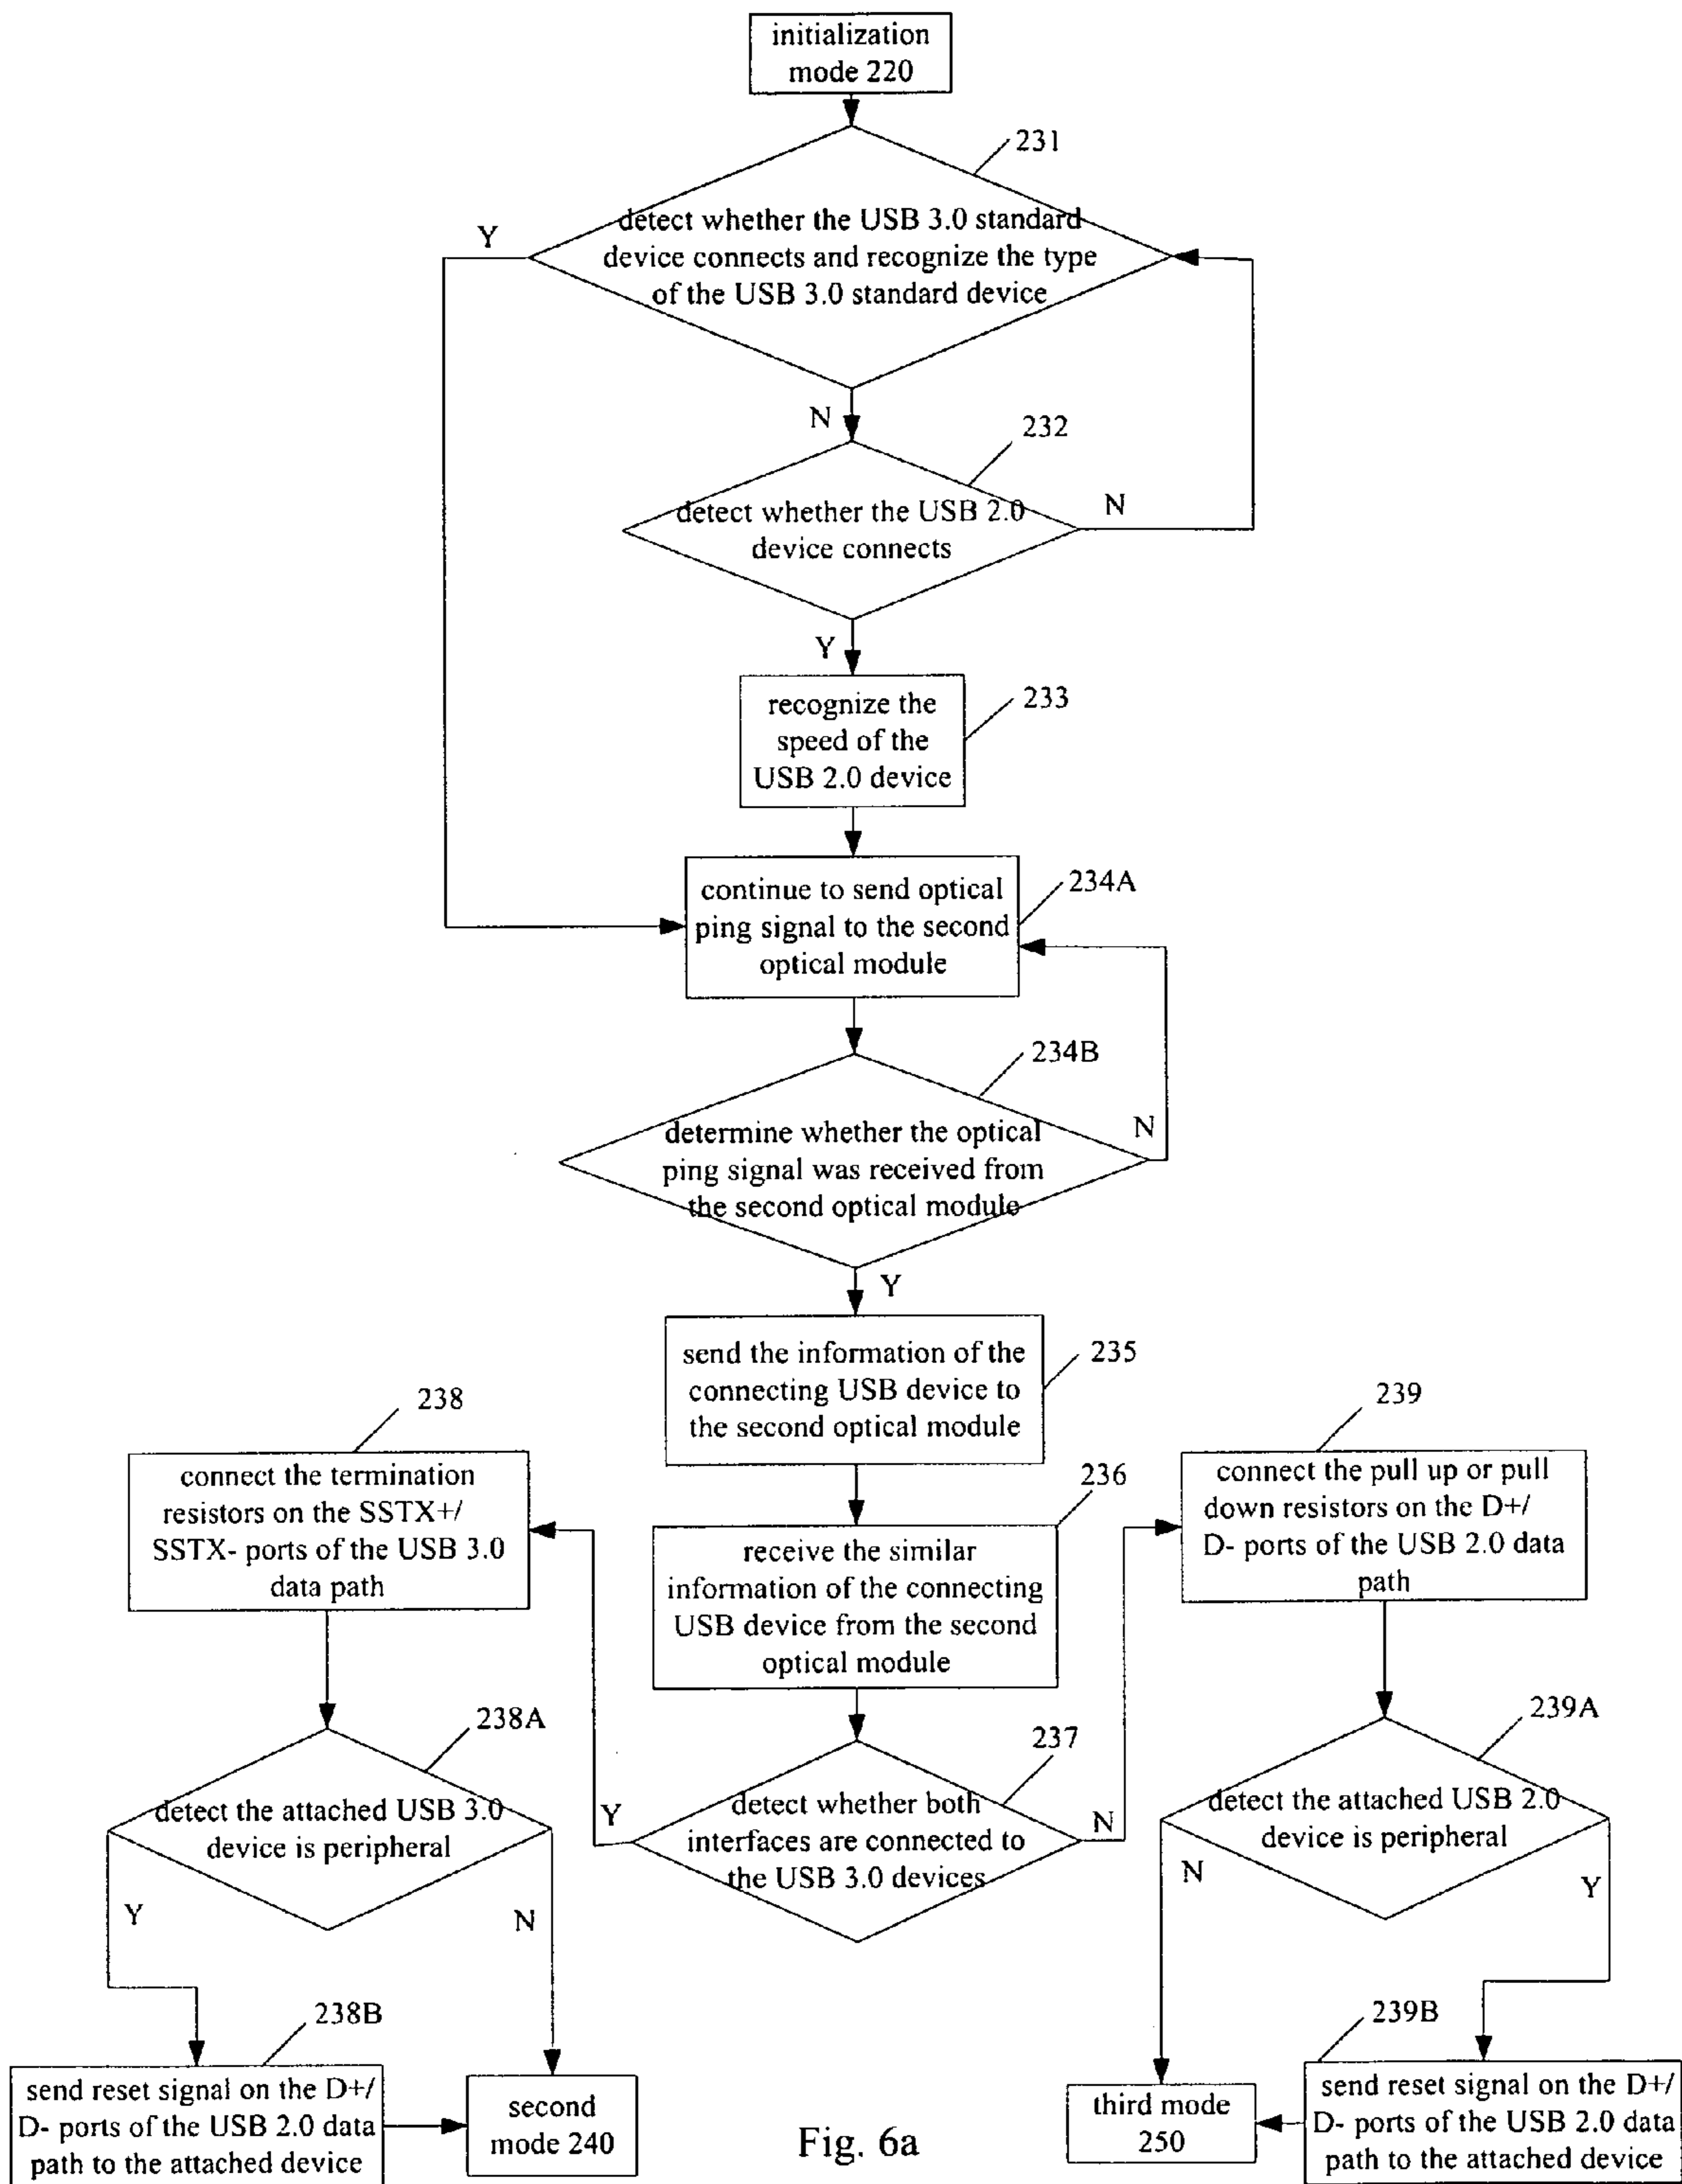 initialization
mode 220
231
detect whether the USB 3.0 standard
device connects and recognize the type
of the USB 3.0 standard device
Y
N
232
detect whether the USB 2.0
device connects
N
Y
recognize the
speed of the
USB 2.0 device
233
continue to send optical
ping signal to the second
optical module
234A
234B
determine whether the optical
ping signal was received from
the second optical module
N
Y
send the information of the
connecting USB device to
the second optical module
235
238
connect the termination
resistors on the SSTX+/
SSTX- ports of the USB 3.0
data path
236
receive the similar
information of the connecting
USB device from the second
optical module
239
connect the pull up or pull
down resistors on the D+/
D- ports of the USB 2.0 data
path
238A
detect the attached USB 3.0
device is peripheral
Y
N
237
detect whether both
interfaces are connected to
the USB 3.0 devices
Y
N
239A
detect the attached USB 2.0
device is peripheral
N
Y
238B
send reset signal on the D+/
D- ports of the USB 2.0 data
path to the attached device
second
mode 240
Fig. 6a
third mode
250
239B
send reset signal on the D+/
D- ports of the USB 2.0 data
path to the attached device